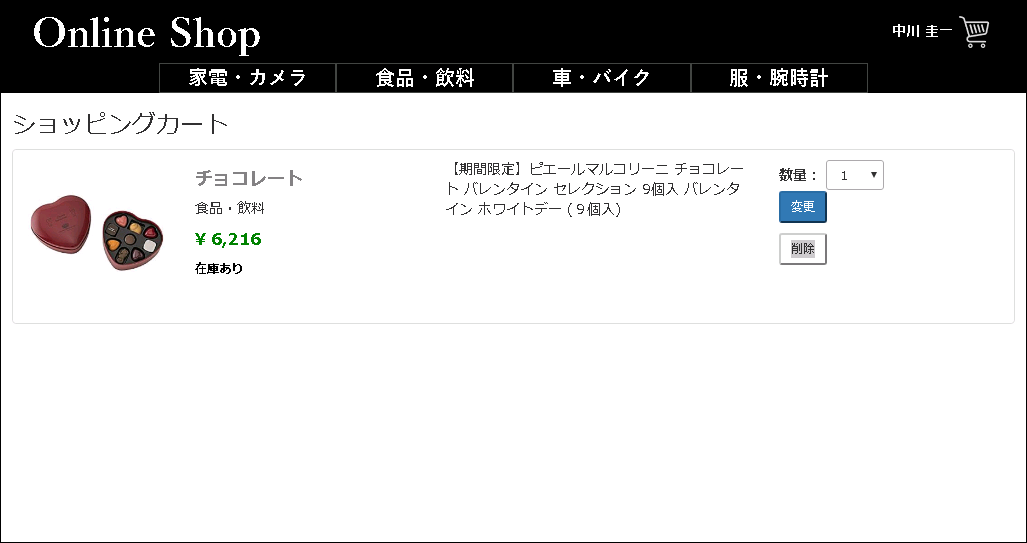 Online Shop
中川 圭一
家電・カメラ
食品・飲料
車・バイク
服・腕時計
ショッピングカート
チョコレート
食品・飲料
¥ 6,216
在庫あり
【期間限定】ピエールマルコリーニ チョコレー
ト バレンタイン セレクション 9個入 バレンタ
イン ホワイトデー (９個入)
数量： 1
変更
削除